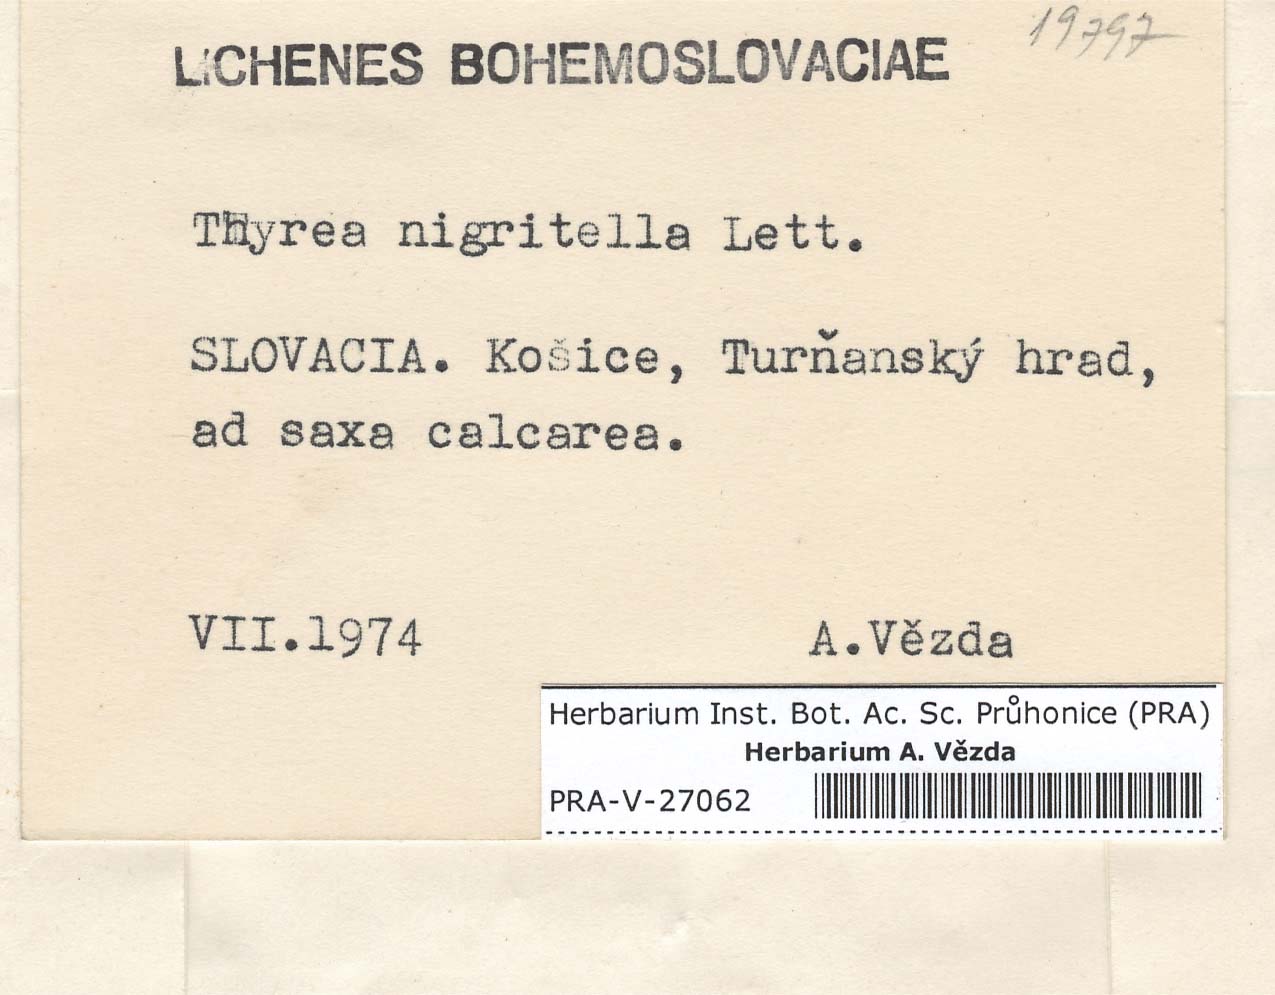 19797
LICHENES BOHEMOSLOVACIAE
Thyrea nigritella Lett.
SLOVACIA. Košice, Turňanský hrad,
ad saxa calcarea.
VII.1974 A.Vězda
Herbarium Inst. Bot. Ac. Sc. Průhonice (PRA)
Herbarium A. Vězda
PRA-V-27062